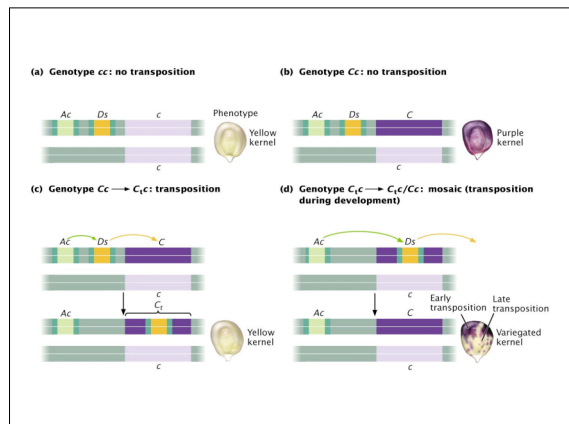 (a) Genotype cc: no transposition
Ac Ds c
Phenotype
Yellow
kernel
c
(b) Genotype Cc: no transposition
Ac Ds C
Purple
kernel
c
(c) Genotype Cc → Ctc: transposition
Ac Ds C
c
Ac Ct
Yellow
kernel
c
(d) Genotype Ctc → Ctc/Cc: mosaic (transposition
during development)
Ac Ds
c
Ac C
Early
transposition
Late
transposition
Variegated
kernel
c